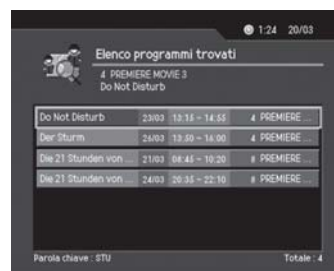 1:24 20/03
Elenco programmi trovati
4 PREMIERE MOVIE 3
Do Not Disturb
Do Not Disturb 23/03 13:15 ~ 14:55 4 PREMIERE ...
Der Sturm 26/03 13:50 ~ 16:00 4 PREMIERE ...
Die 21 Stunden von ... 21/03 08:45 ~ 10:20 8 PREMIERE ...
Die 21 Stunden von ... 24/03 20:35 ~ 22:10 8 PREMIERE ...
Parola chiave : STU Totale : 4